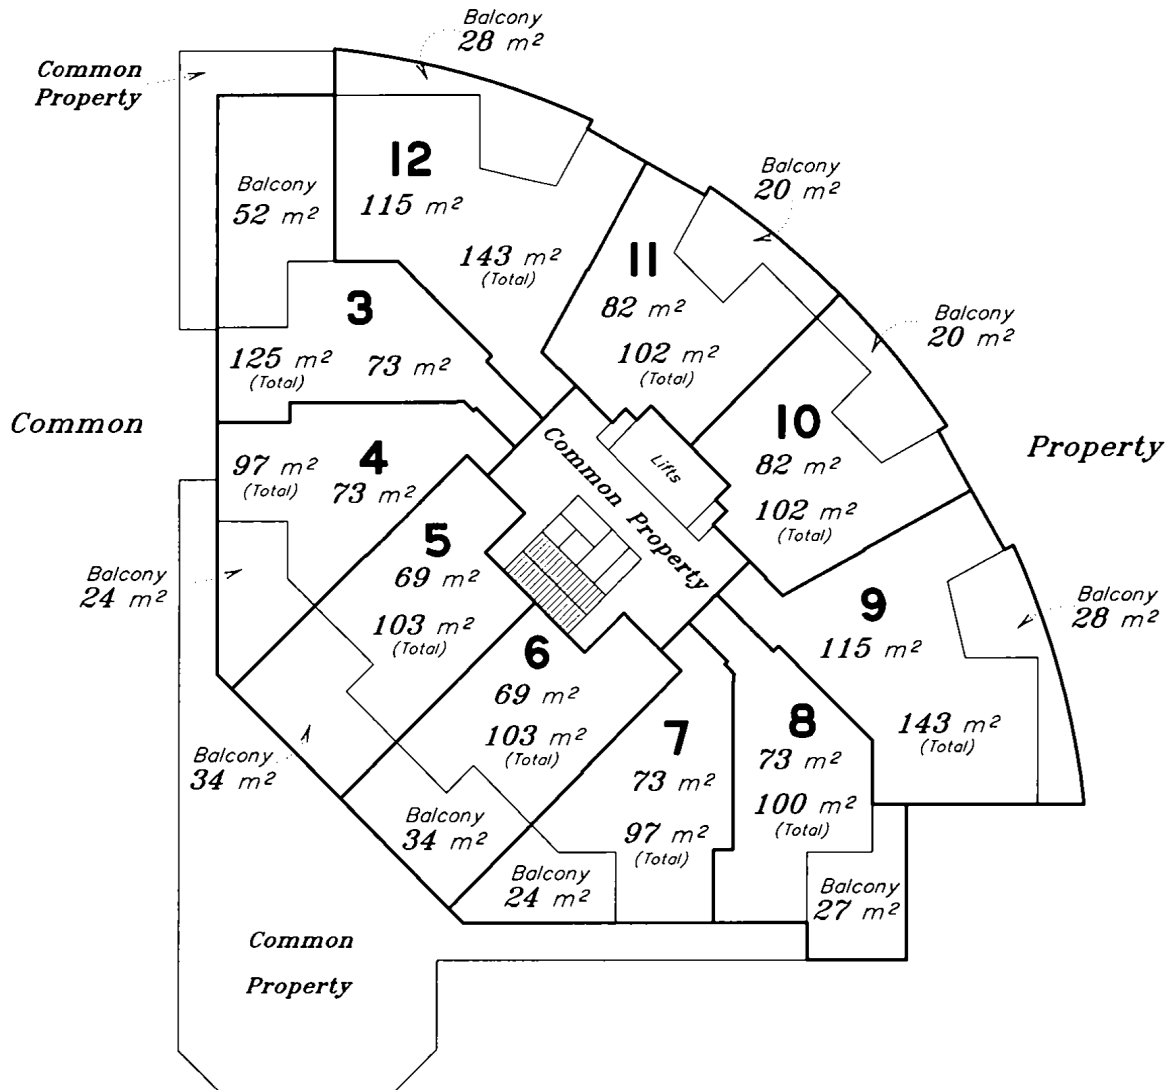 Balcony
28 m²
Common
Property
12
115 m²
143 m²
(Total)
Balcony
52 m²
Balcony
20 m²
11
82 m²
102 m²
(Total)
3
125 m²
(Total)
73 m²
Balcony
20 m²
Common
Property
10
82 m²
102 m²
(Total)
Lifts
Common Property
4
97 m²
(Total)
73 m²
5
69 m²
103 m²
(Total)
Balcony
24 m²
9
115 m²
143 m²
(Total)
Balcony
28 m²
6
69 m²
103 m²
(Total)
7
73 m²
97 m²
(Total)
8
73 m²
100 m²
(Total)
Balcony
34 m²
Balcony
34 m²
Balcony
24 m²
Balcony
27 m²
Common
Property